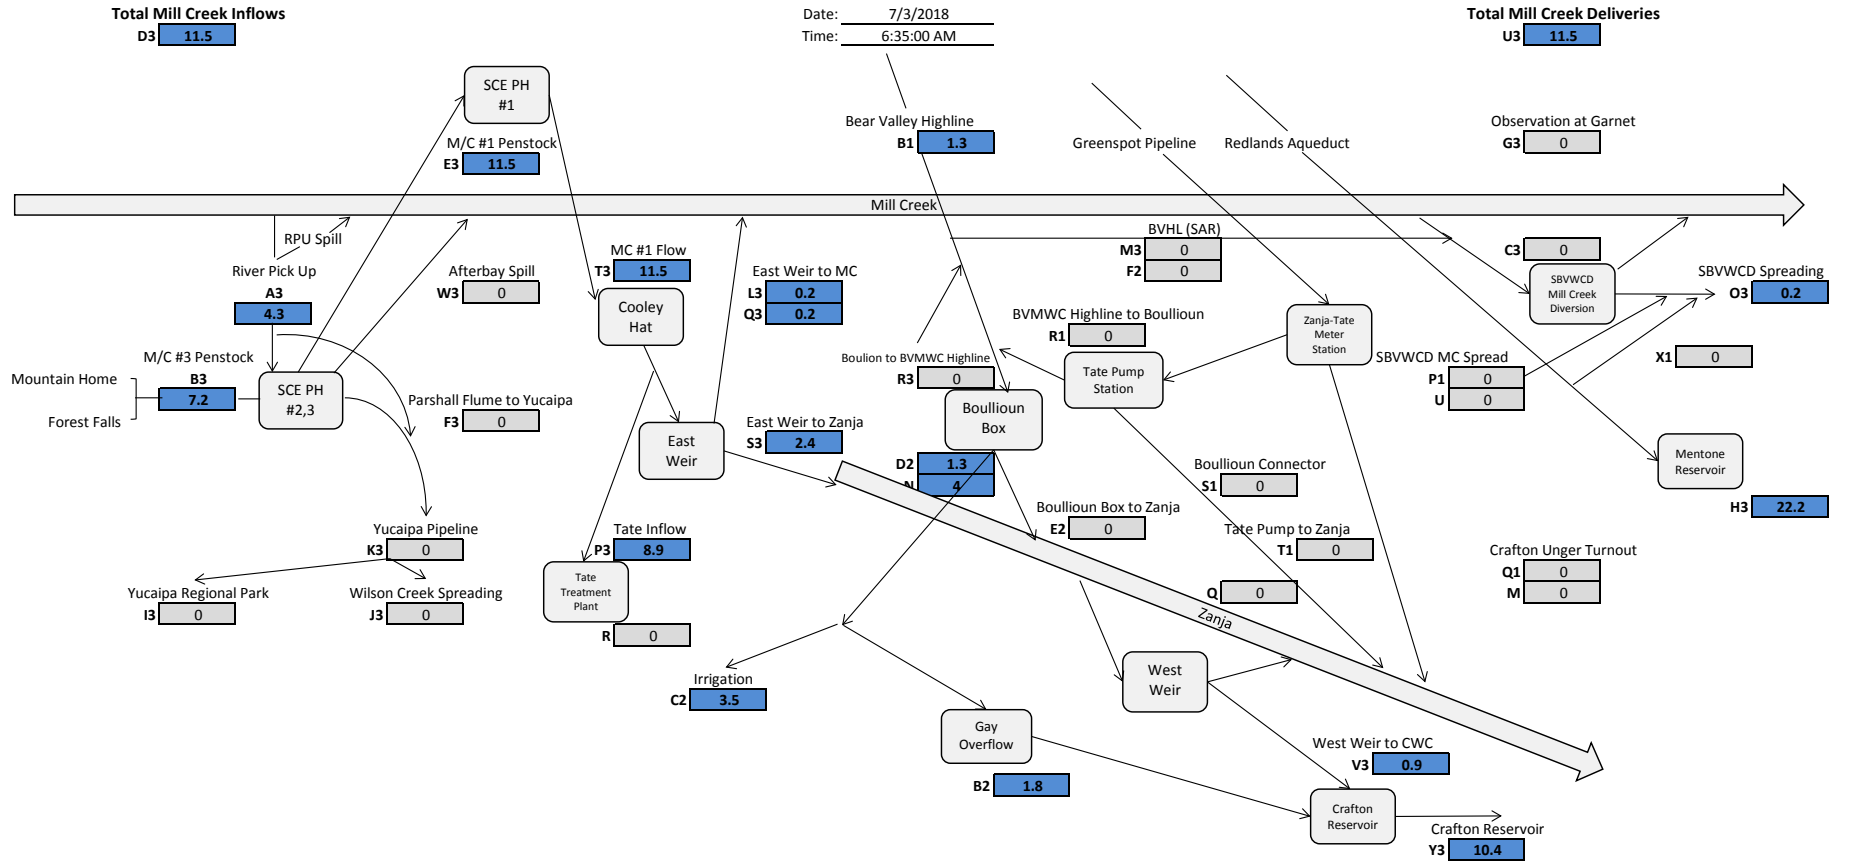 Total Mill Creek Inflows
D3 11.5
Date: 7/3/2018
Time: 6:35:00 AM
Total Mill Creek Deliveries
U3 11.5
SCE PH
#1
M/C #1 Penstock
E3 11.5
Bear Valley Highline
B1 1.3
Greenspot Pipeline
Redlands Aqueduct
Observation at Garnet
G3 0
Mill Creek
RPU Spill
River Pick Up
A3
4.3
Afterbay Spill
W3 0
MC #1 Flow
T3 11.5
Cooley
Hat
East Weir to MC
L3 0.2
Q3 0.2
BVHL (SAR)
M3 0
F2 0
C3 0
SBVWCD
Mill Creek
Diversion
SBVWCD Spreading
O3 0.2
M/C #3 Penstock
B3
7.2
Mountain Home
Forest Falls
SCE PH
#2,3
Parshall Flume to Yucaipa
F3 0
BVMWC Highline to Boullioun
R1 0
Boulion to BVMWC Highline
R3 0
Tate Pump
Station
Zanja-Tate
Meter
Station
SBVWCD MC Spread
P1 0
U 0
X1 0
East
Weir
East Weir to Zanja
S3 2.4
Boullioun
Box
D2 1.3
N 4
Boullioun Connector
S1 0
Mentone
Reservoir
H3 22.2
Boullioun Box to Zanja
E2 0
Tate Pump to Zanja
T1 0
Yucaipa Pipeline
K3 0
Tate Inflow
P3 8.9
Tate
Treatment
Plant
R 0
Yucaipa Regional Park
I3 0
Wilson Creek Spreading
J3 0
Q 0
Zanja
Crafton Unger Turnout
Q1 0
M 0
Irrigation
C2 3.5
West
Weir
Gay
Overflow
B2 1.8
West Weir to CWC
V3 0.9
Crafton
Reservoir
Crafton Reservoir
Y3 10.4